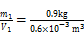 m₁/V₁ = 0.9kg/0.6×10⁻³ m³